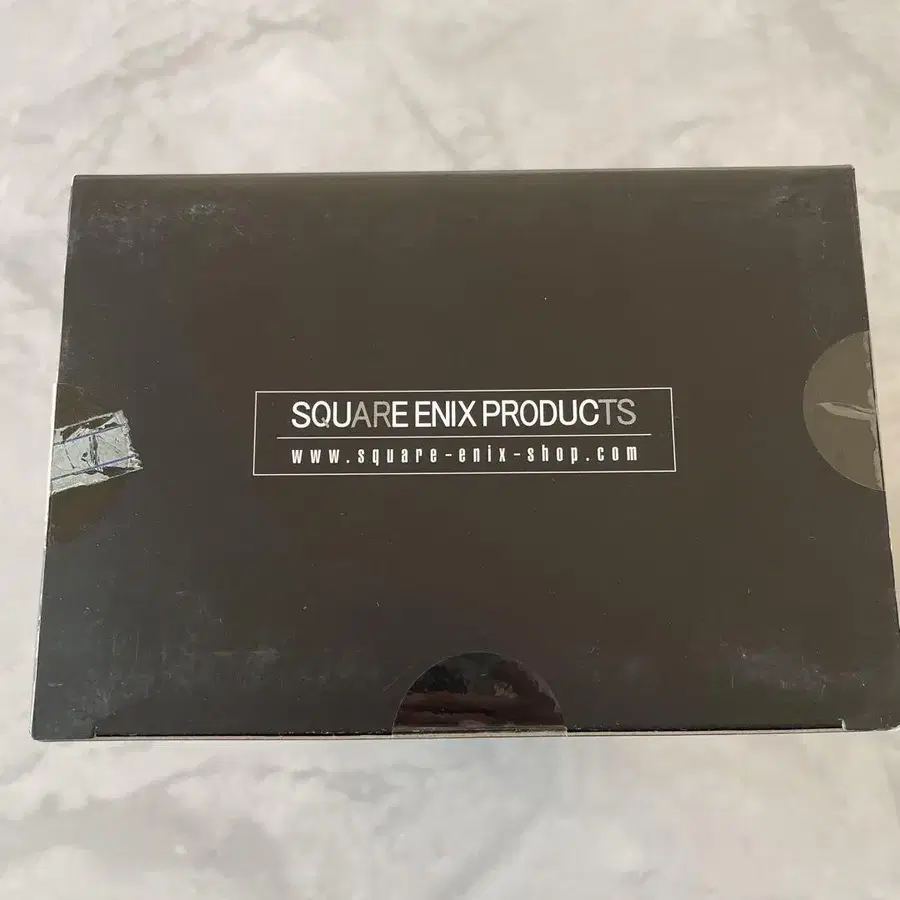 SQUARE ENIX PRODUCTS
www.square-enix-shop.com